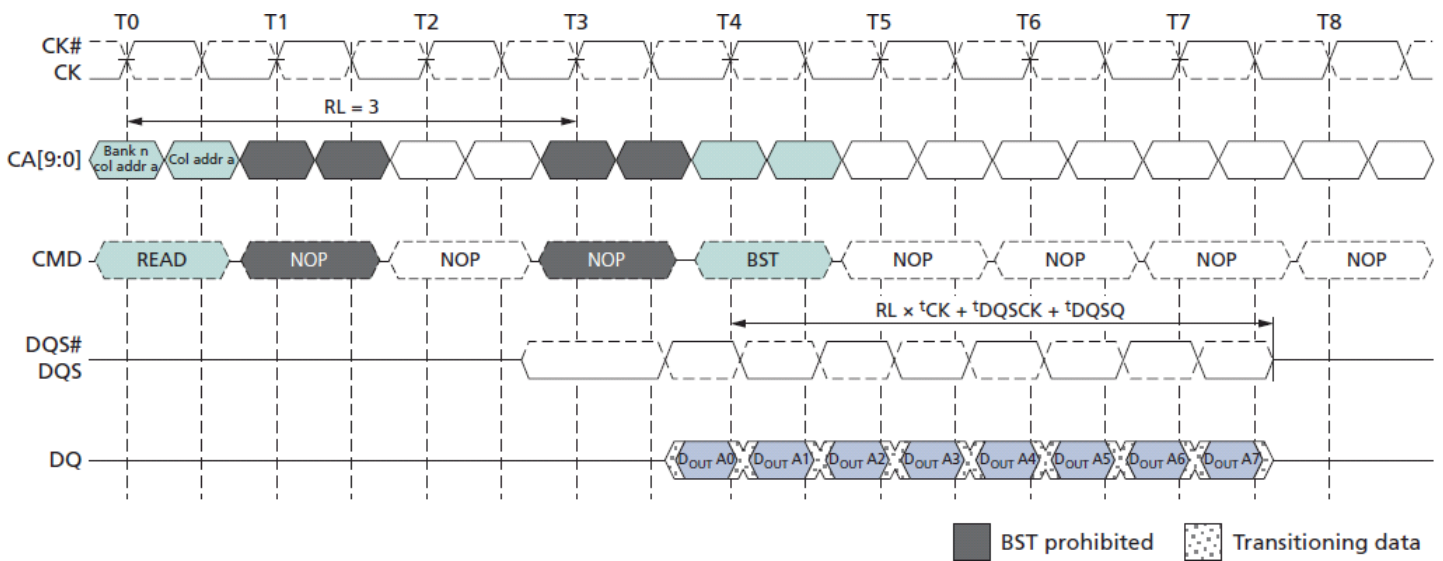 T0 T1 T2 T3 T4 T5 T6 T7 T8
CK#
CK
RL = 3
CA[9:0] Bank n col addr a Col addr a
CMD READ NOP NOP NOP BST NOP NOP NOP NOP
RL × tCK + tDQSCK + tDQSQ
DQS#
DQS
DQ DOUT A0 DOUT A1 DOUT A2 DOUT A3 DOUT A4 DOUT A5 DOUT A6 DOUT A7
BST prohibited Transitioning data